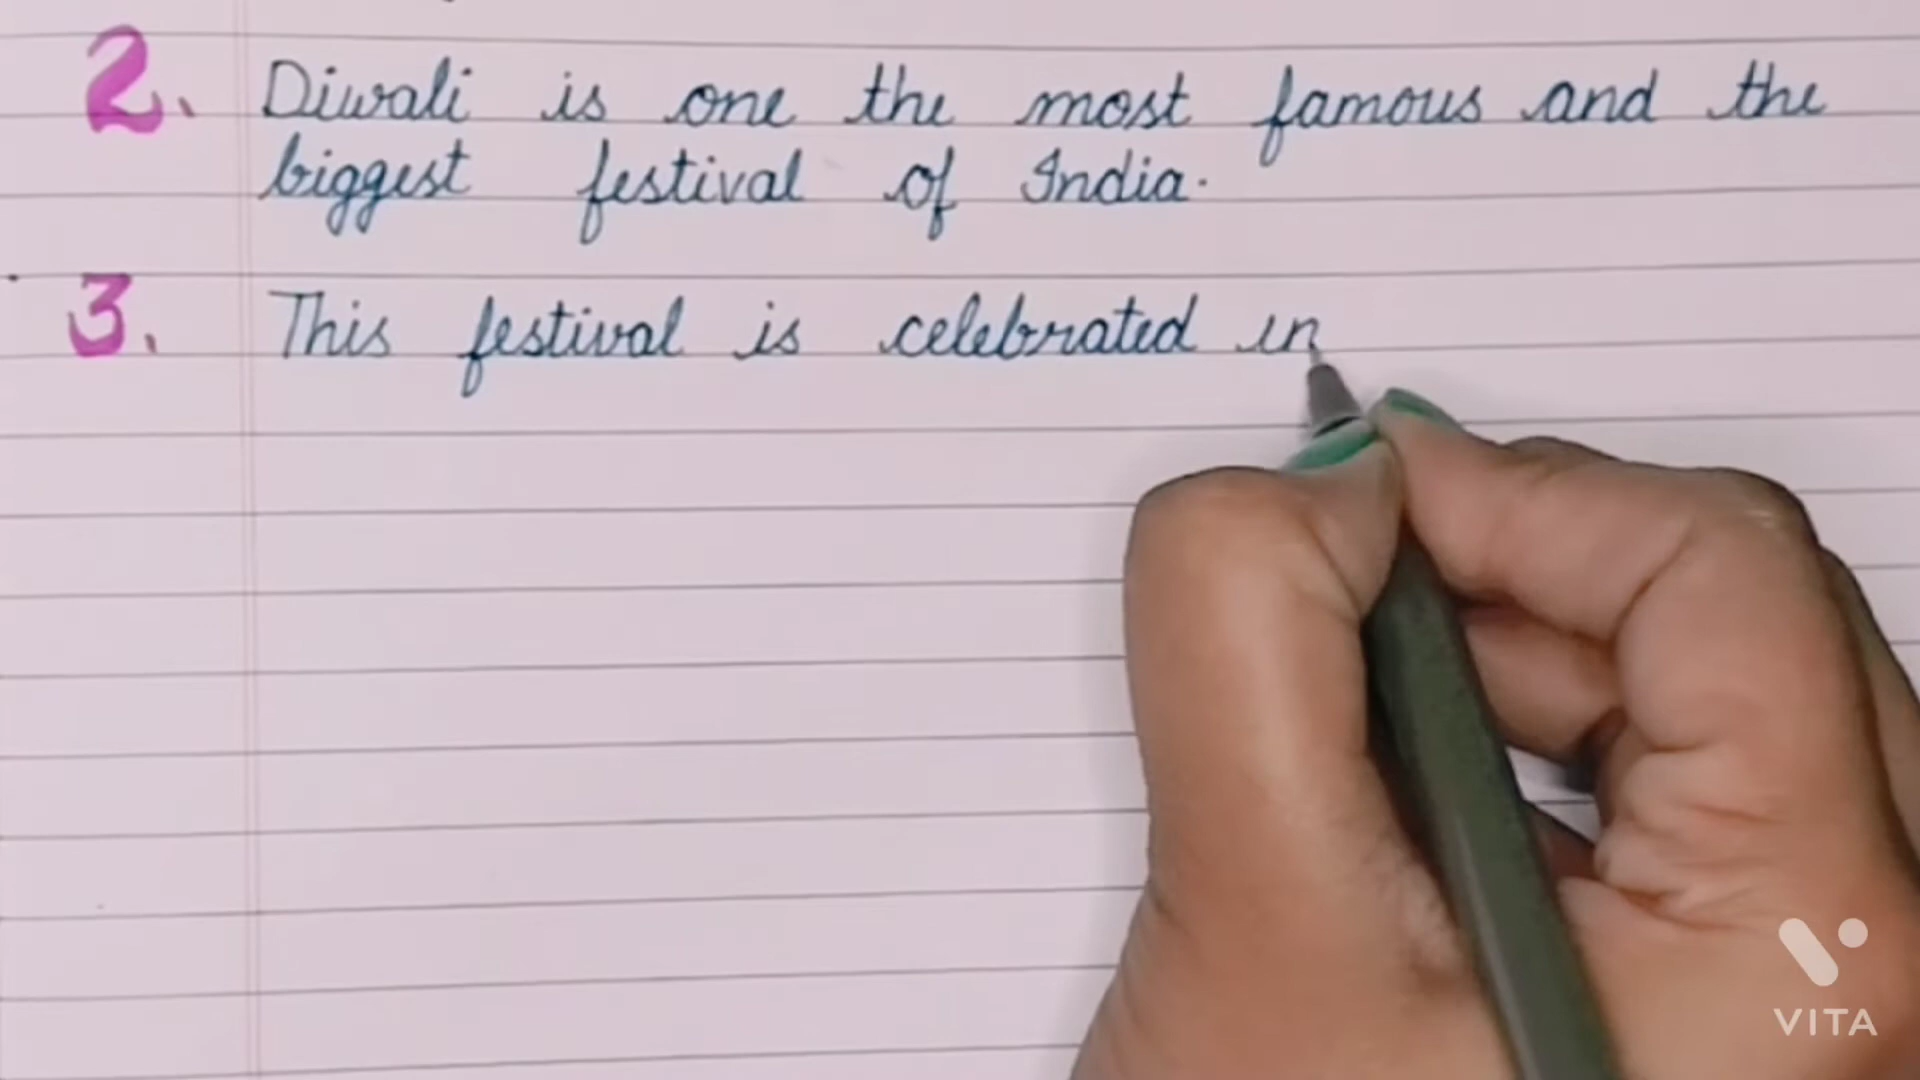 2. Diwali is one the most famous and the
biggest festival of India.
3. This festival is celebrated in
VITA